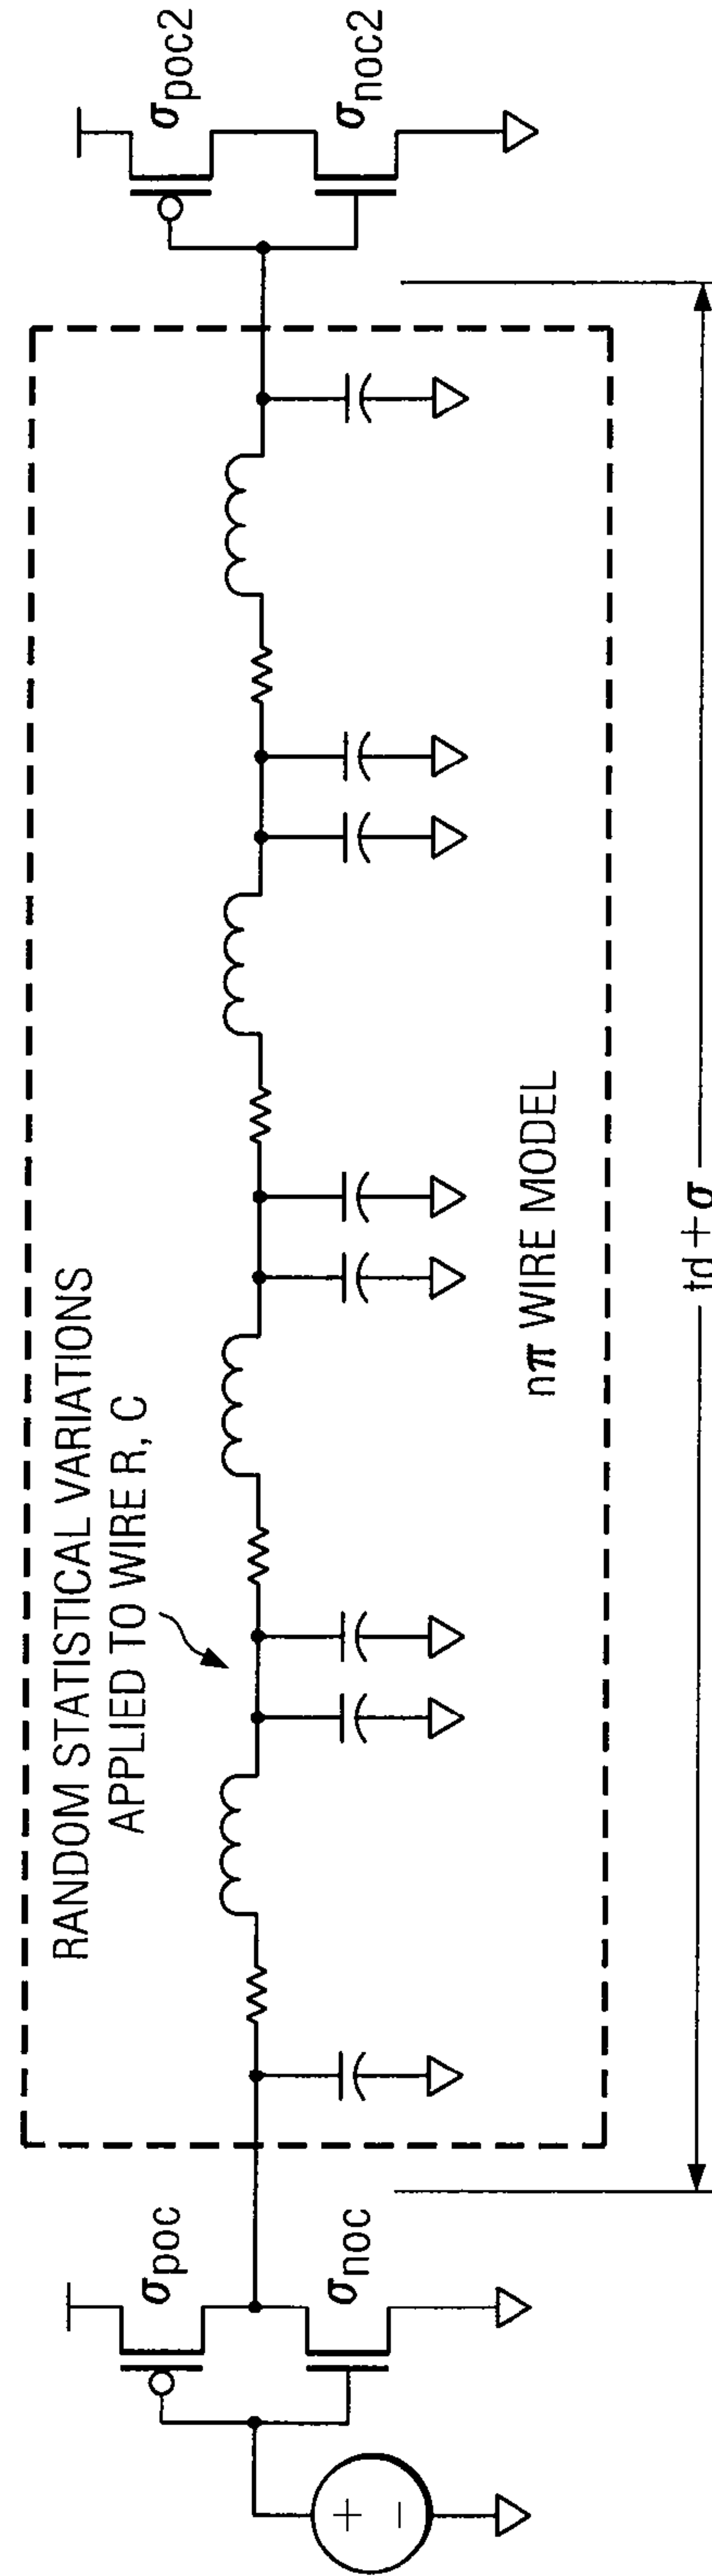 RANDOM STATISTICAL VARIATIONS
APPLIED TO WIRE R, C
σpoc
σnoc
+
−
nπ WIRE MODEL
td + σ
σpoc2
σnoc2